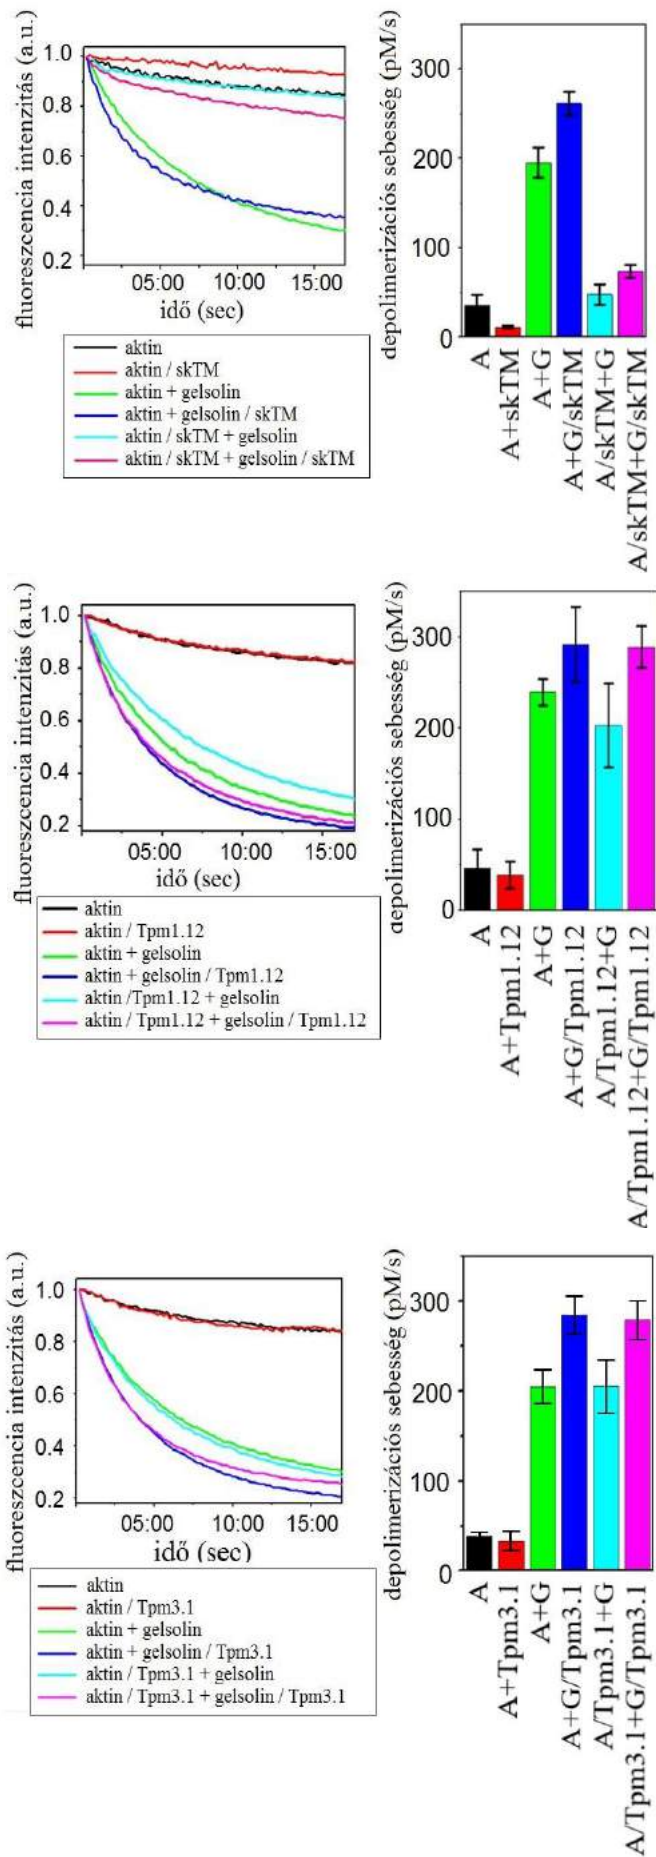 fluoreszcencia intenzitás (a.u.)
1.0
0.8
0.6
0.4
0.2
05:00 10:00 15:00
idő (sec)
aktin
aktin / skTM
aktin + gelsolin
aktin + gelsolin / skTM
aktin / skTM + gelsolin
aktin / skTM + gelsolin / skTM
depolimerizációs sebesség (pM/s)
300
200
100
0
A
A+skTM
A+G
A+G/skTM
A/skTM+G
A/skTM+G/skTM
fluoreszcencia intenzitás (a.u.)
1.0
0.8
0.6
0.4
0.2
05:00 10:00 15:00
idő (sec)
aktin
aktin / Tpm1.12
aktin + gelsolin
aktin + gelsolin / Tpm1.12
aktin /Tpm1.12 + gelsolin
aktin / Tpm1.12 + gelsolin / Tpm1.12
depolimerizációs sebesség (pM/s)
300
200
100
0
A
A+Tpm1.12
A+G
A+G/Tpm1.12
A/Tpm1.12+G
A/Tpm1.12+G/Tpm1.12
fluoreszcencia intenzitás (a.u.)
1.0
0.8
0.6
0.4
0.2
05:00 10:00 15:00
idő (sec)
aktin
aktin / Tpm3.1
aktin + gelsolin
aktin + gelsolin / Tpm3.1
aktin / Tpm3.1 + gelsolin
aktin / Tpm3.1 + gelsolin / Tpm3.1
depolimerizációs sebesség (pM/s)
300
200
100
0
A
A+Tpm3.1
A+G
A+G/Tpm3.1
A/Tpm3.1+G
A/Tpm3.1+G/Tpm3.1